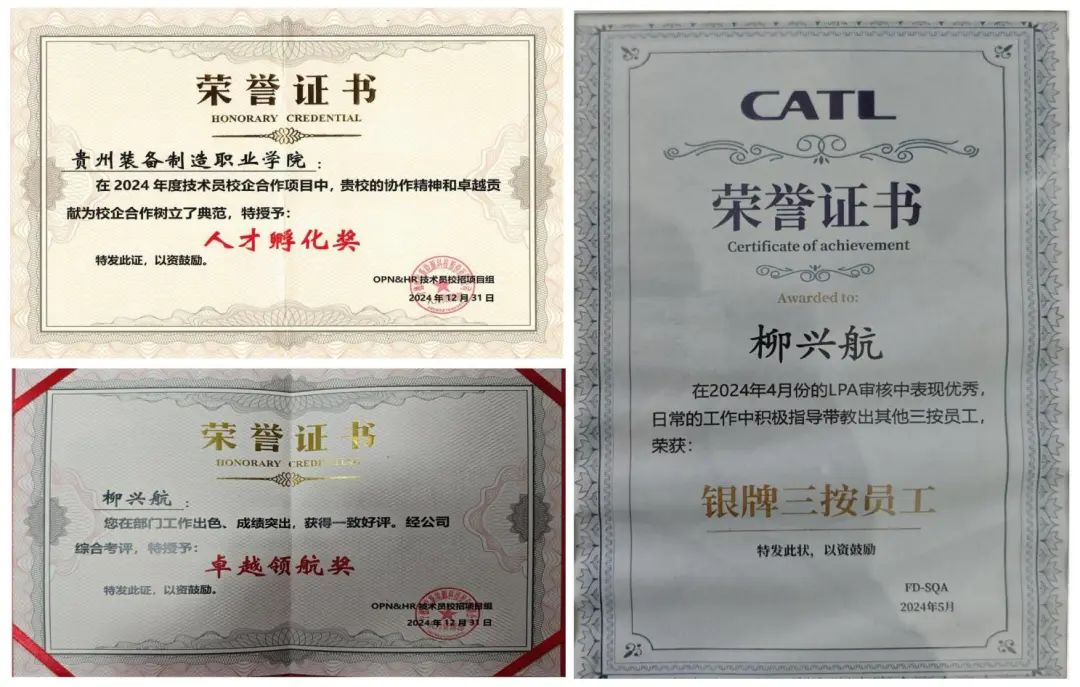 荣誉证书
HONORARY CREDENTIAL
贵州装备制造职业学院：
在2024年度技术员校企合作项目中，贵校的协作精神和卓越贡
献为校企合作树立了典范，特授予：
人才孵化奖
特发此证，以资鼓励。
OPN&HR技术员校招项目组
2024年12月31日
荣誉证书
HONORARY CREDENTIAL
柳兴航：
您在部门工作出色、成绩突出，获得一致好评。经公司
综合考评，特授予：
卓越领航奖
特发此证，以资鼓励。
OPN&HR技术员校招项目组
2024年12月31日
CATL
荣誉证书
Certificate of achievement
Awarded to:
柳兴航
在2024年4月份的LPA审核中表现优秀，
日常的工作中积极指导带教出其他三按员工，
荣获：
银牌三按员工
特发此状，以资鼓励
FD-SQA
2024年5月